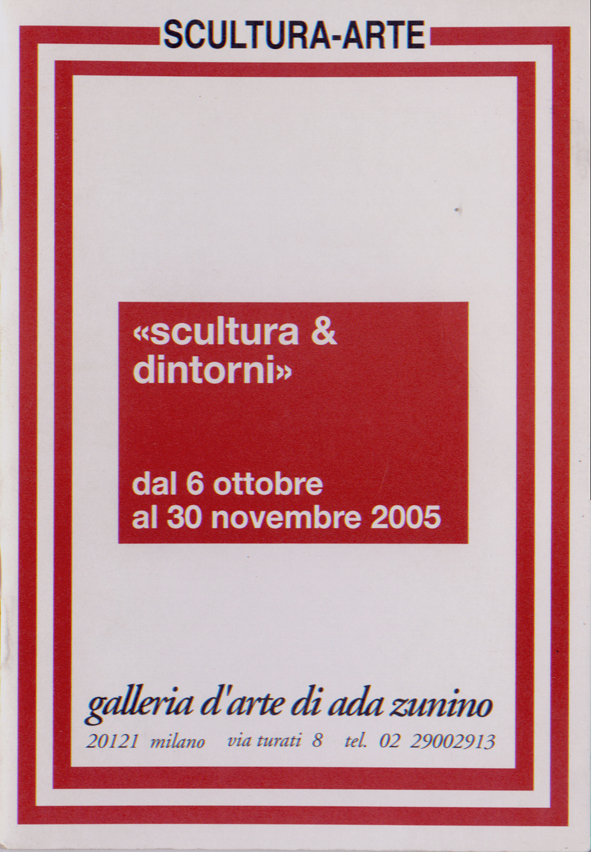 SCULTURA-ARTE
«scultura &
dintorni»
dal 6 ottobre
al 30 novembre 2005
galleria d'arte di ada zunino
20121 milano via turati 8 tel. 02 29002913